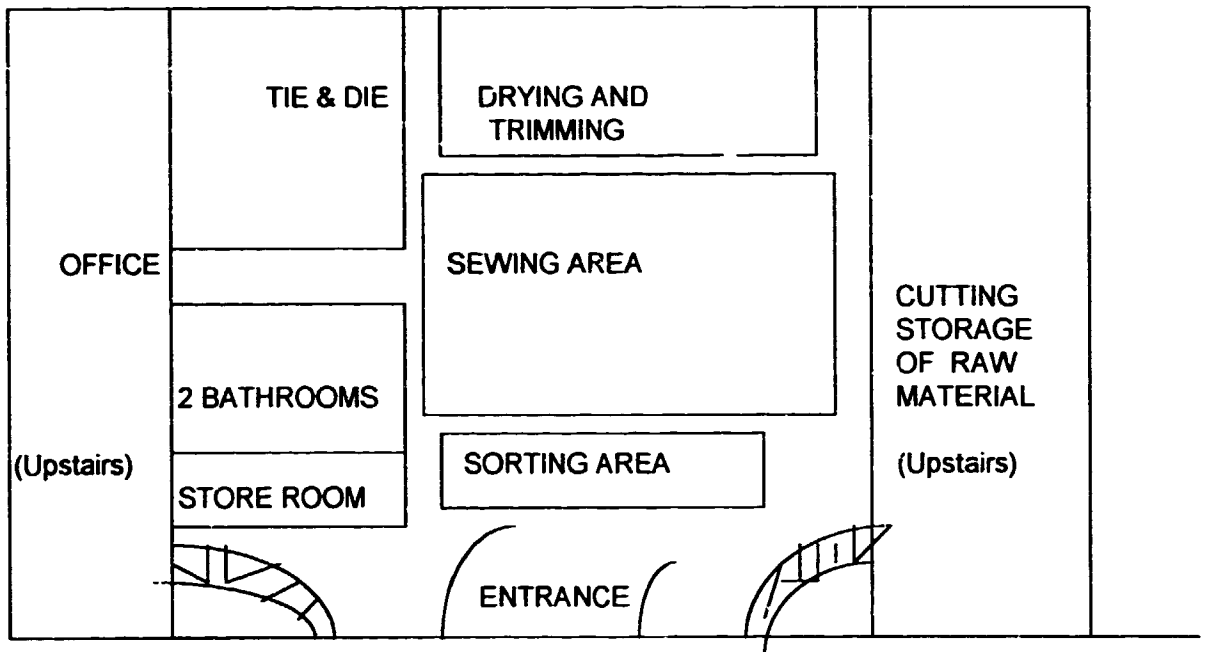 TIE & DIE
DRYING AND
TRIMMING
OFFICE
SEWING AREA
CUTTING
STORAGE
OF RAW
MATERIAL
2 BATHROOMS
(Upstairs)
SORTING AREA
(Upstairs)
STORE ROOM
ENTRANCE